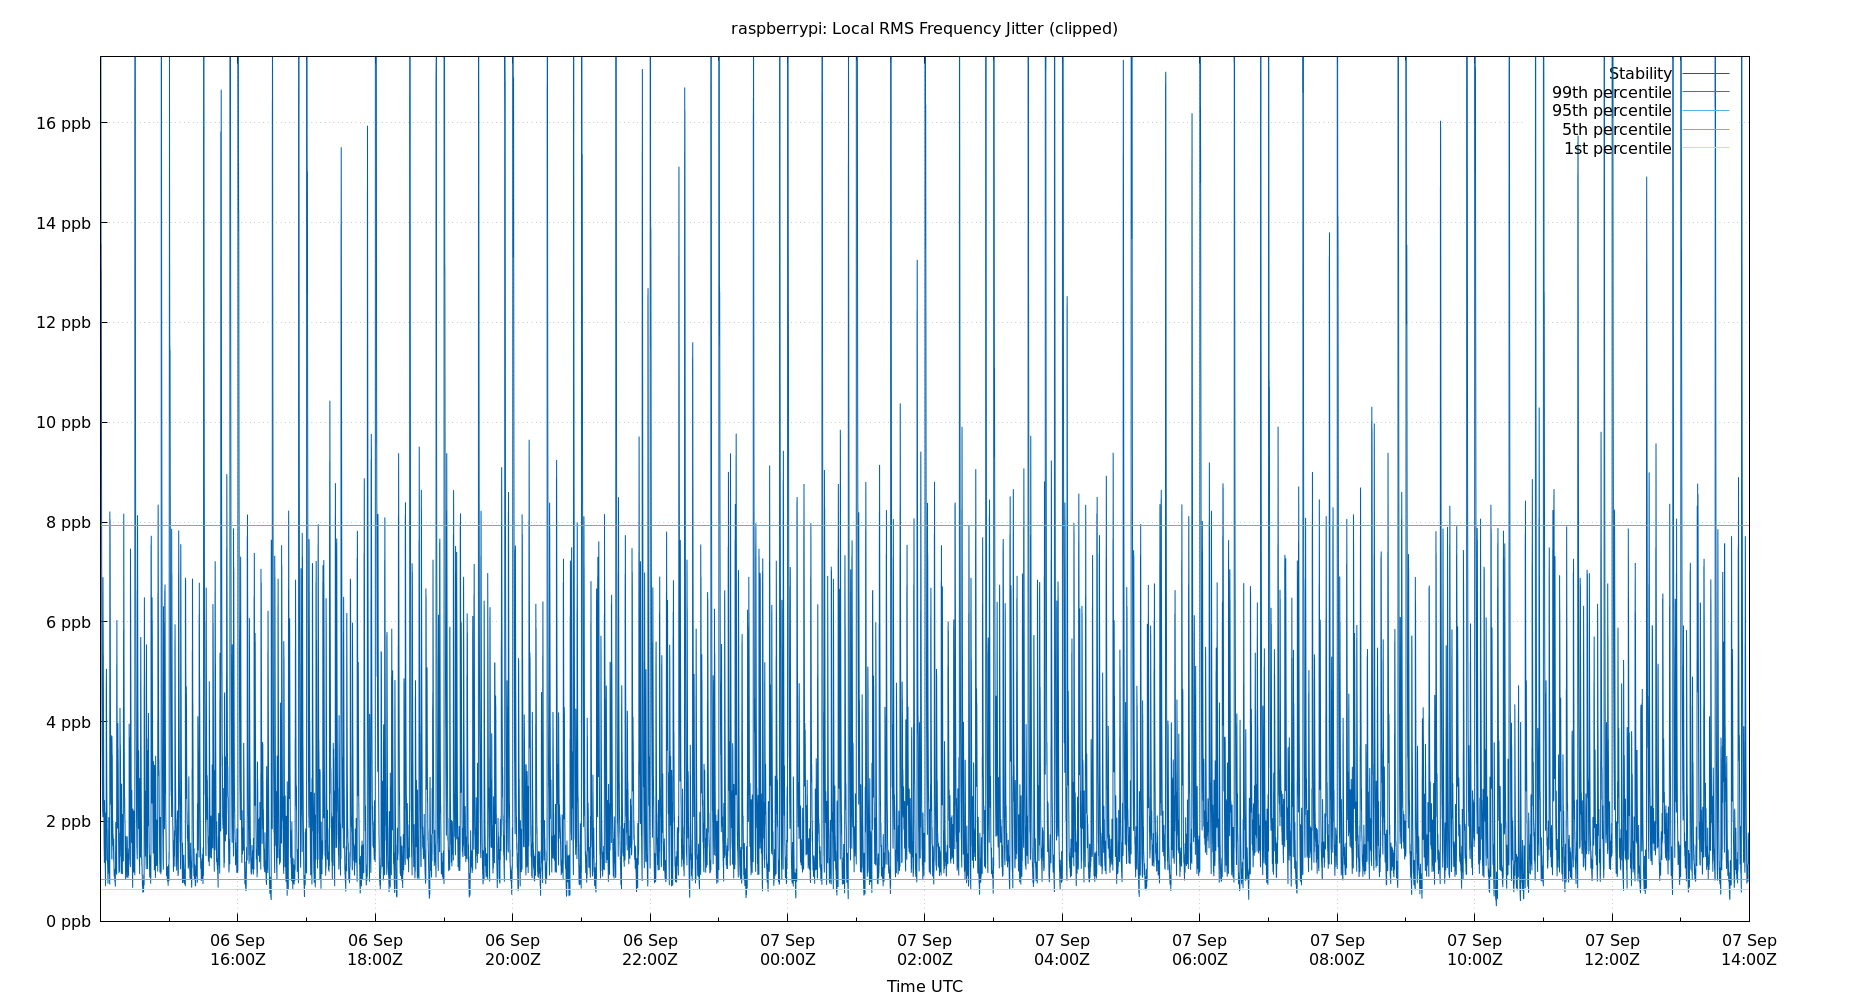 raspberrypi: Local RMS Frequency Jitter (clipped)
Stability
99th percentile
95th percentile
5th percentile
1st percentile
16 ppb
14 ppb
12 ppb
10 ppb
8 ppb
6 ppb
4 ppb
2 ppb
0 ppb
06 Sep 06 Sep 06 Sep 06 Sep 07 Sep 07 Sep 07 Sep 07 Sep 07 Sep 07 Sep 07 Sep 07 Sep
16:00Z 18:00Z 20:00Z 22:00Z 00:00Z 02:00Z 04:00Z 06:00Z 08:00Z 10:00Z 12:00Z 14:00Z
Time UTC